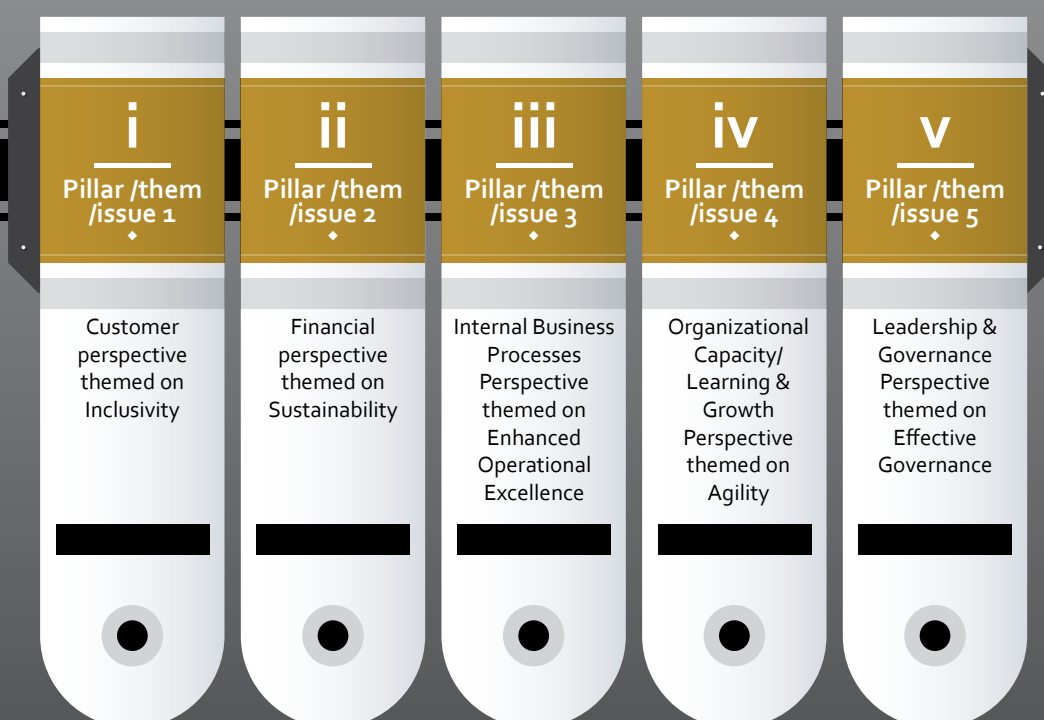 i
Pillar /them
/issue 1
Customer
perspective
themed on
Inclusivity
ii
Pillar /them
/issue 2
Financial
perspective
themed on
Sustainability
iii
Pillar /them
/issue 3
Internal Business
Processes
Perspective
themed on
Enhanced
Operational
Excellence
iv
Pillar /them
/issue 4
Organizational
Capacity/
Learning &
Growth
Perspective
themed on
Agility
v
Pillar /them
/issue 5
Leadership &
Governance
Perspective
themed on
Effective
Governance